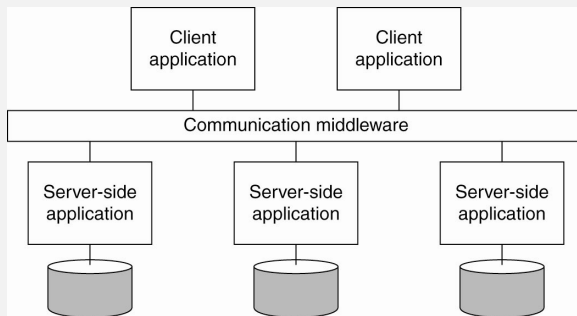 Client
application
Client
application
Communication middleware
Server-side
application
Server-side
application
Server-side
application